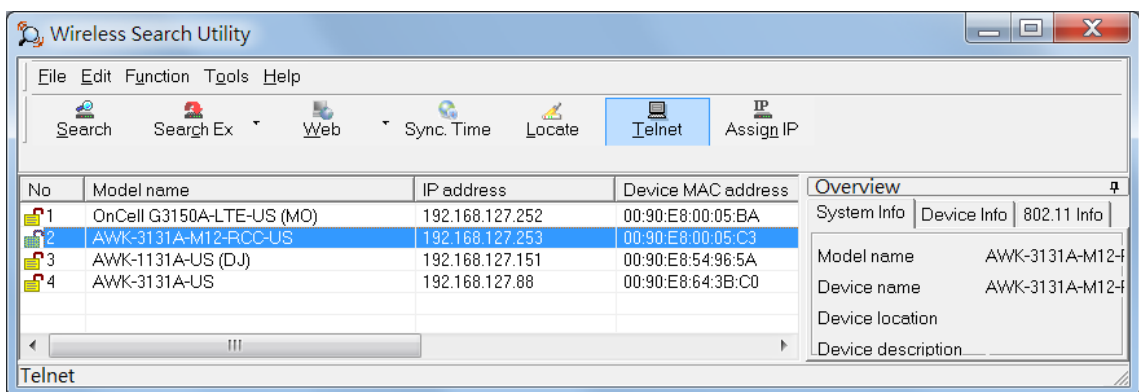 Wireless Search Utility
File Edit Function Tools Help
Search Search Ex Web Sync. Time Locate Telnet IP Assign IP
No Model name IP address Device MAC address
1 OnCell G3150A-LTE-US (MO) 192.168.127.252 00:90:E8:00:05:BA
2 AWK-3131A-M12-RCC-US 192.168.127.253 00:90:E8:00:05:C3
3 AWK-1131A-US (DJ) 192.168.127.151 00:90:E8:54:96:5A
4 AWK-3131A-US 192.168.127.88 00:90:E8:64:3B:C0
Overview
System Info Device Info 802.11 Info
Model name AWK-3131A-M12-
Device name AWK-3131A-M12-
Device location
Device description
Telnet